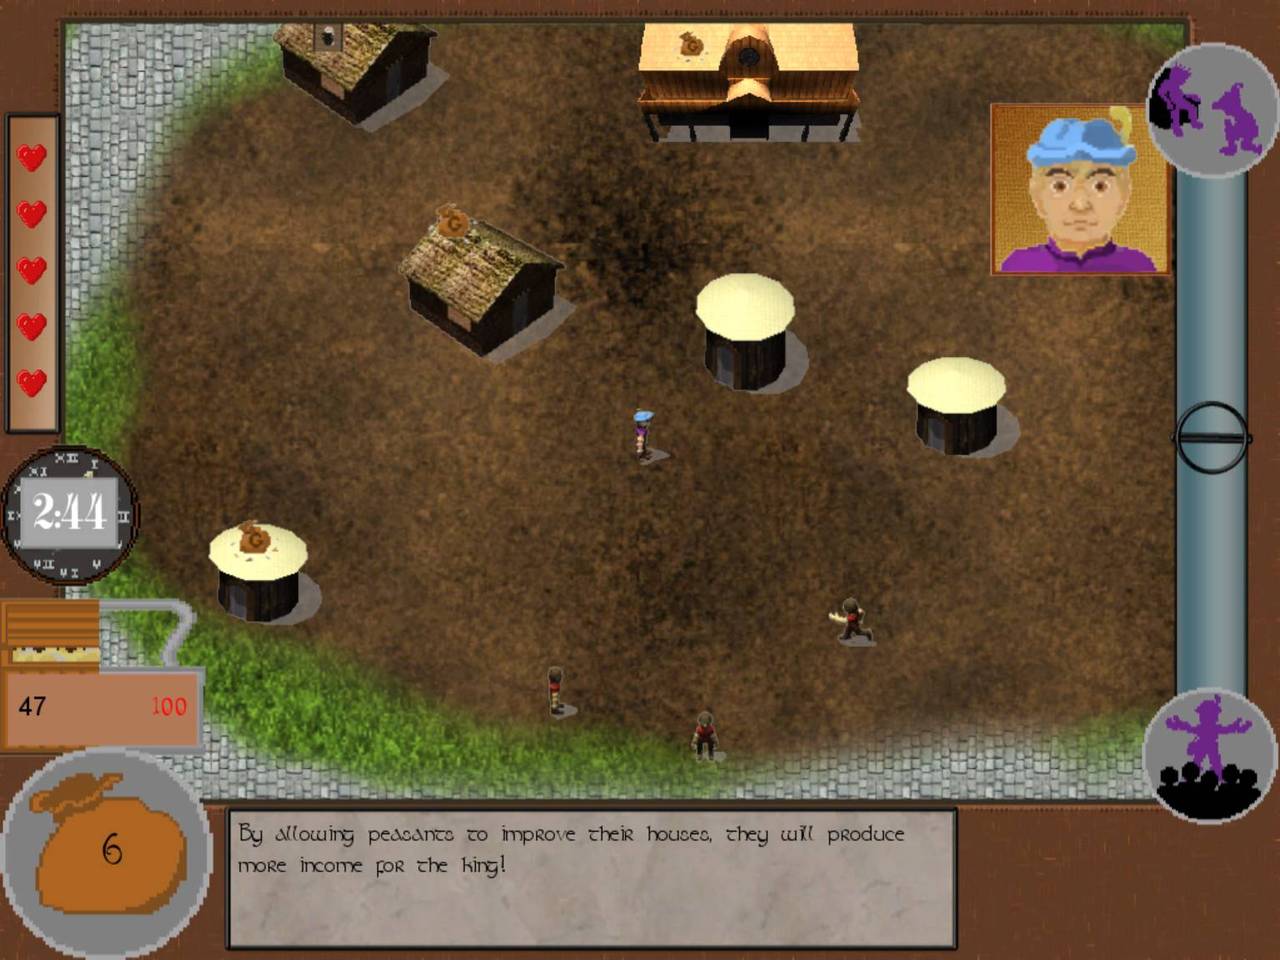 2:44
47 100
6
By allowing peasants to improve their houses, they will produce
more income for the king!